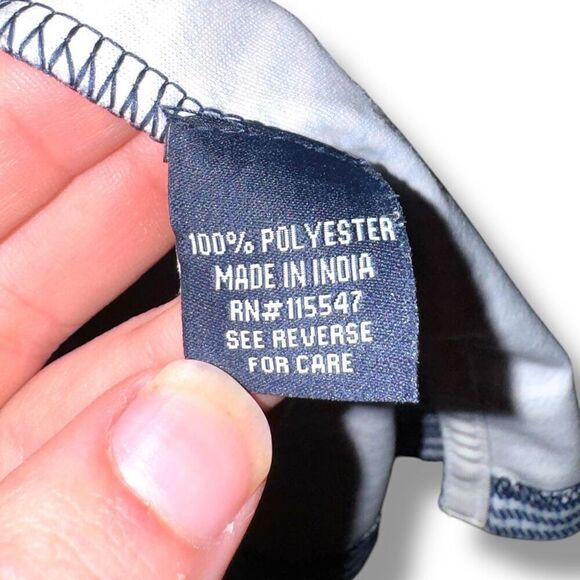 100% POLYESTER
MADE IN INDIA
RN#115547
SEE REVERSE
FOR CARE